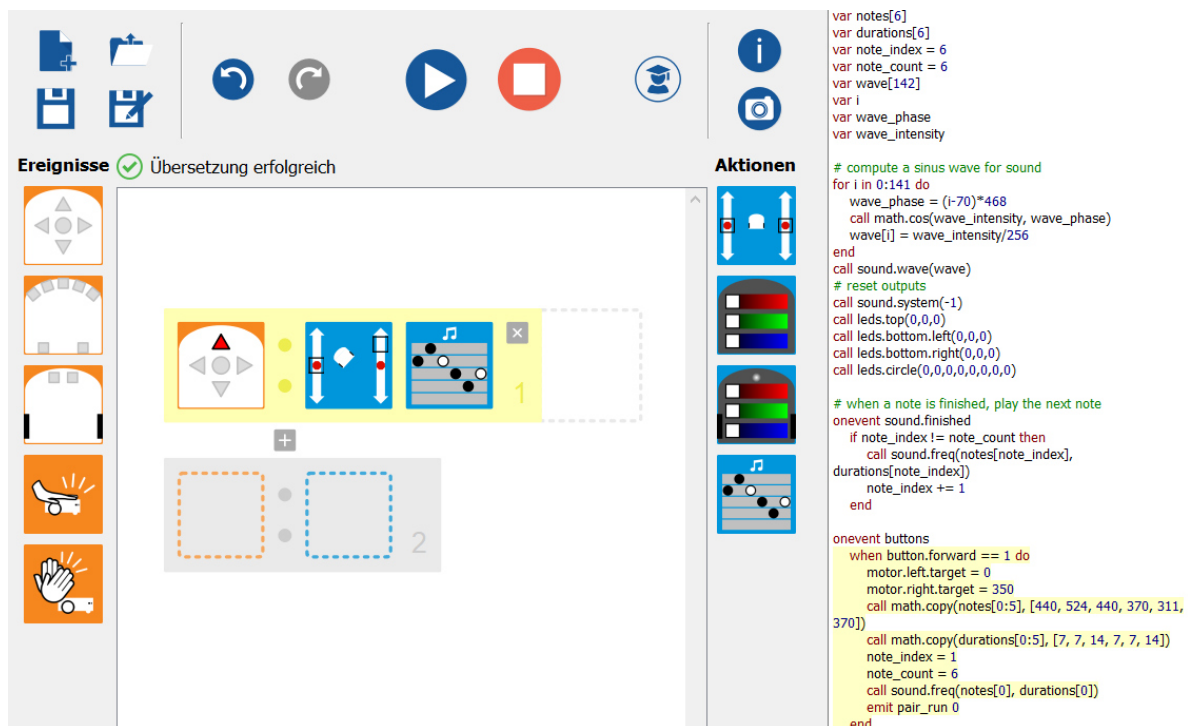 Ereignisse
Übersetzung erfolgreich
Aktionen
1
2
var notes[6]
var durations[6]
var note_index = 6
var note_count = 6
var wave[142]
var i
var wave_phase
var wave_intensity
# compute a sinus wave for sound
for i in 0:141 do
wave_phase = (i-70)*468
call math.cos(wave_intensity, wave_phase)
wave[i] = wave_intensity/256
end
call sound.wave(wave)
# reset outputs
call sound.system(-1)
call leds.top(0,0,0)
call leds.bottom.left(0,0,0)
call leds.bottom.right(0,0,0)
call leds.circle(0,0,0,0,0,0,0,0)
# when a note is finished, play the next note
onevent sound.finished
if note_index != note_count then
call sound.freq(notes[note_index],
durations[note_index])
note_index += 1
end
onevent buttons
when button.forward == 1 do
motor.left.target = 0
motor.right.target = 350
call math.copy(notes[0:5], [440, 524, 440, 370, 311,
370])
call math.copy(durations[0:5], [7, 7, 14, 7, 7, 14])
note_index = 1
note_count = 6
call sound.freq(notes[0], durations[0])
emit pair_run 0
end